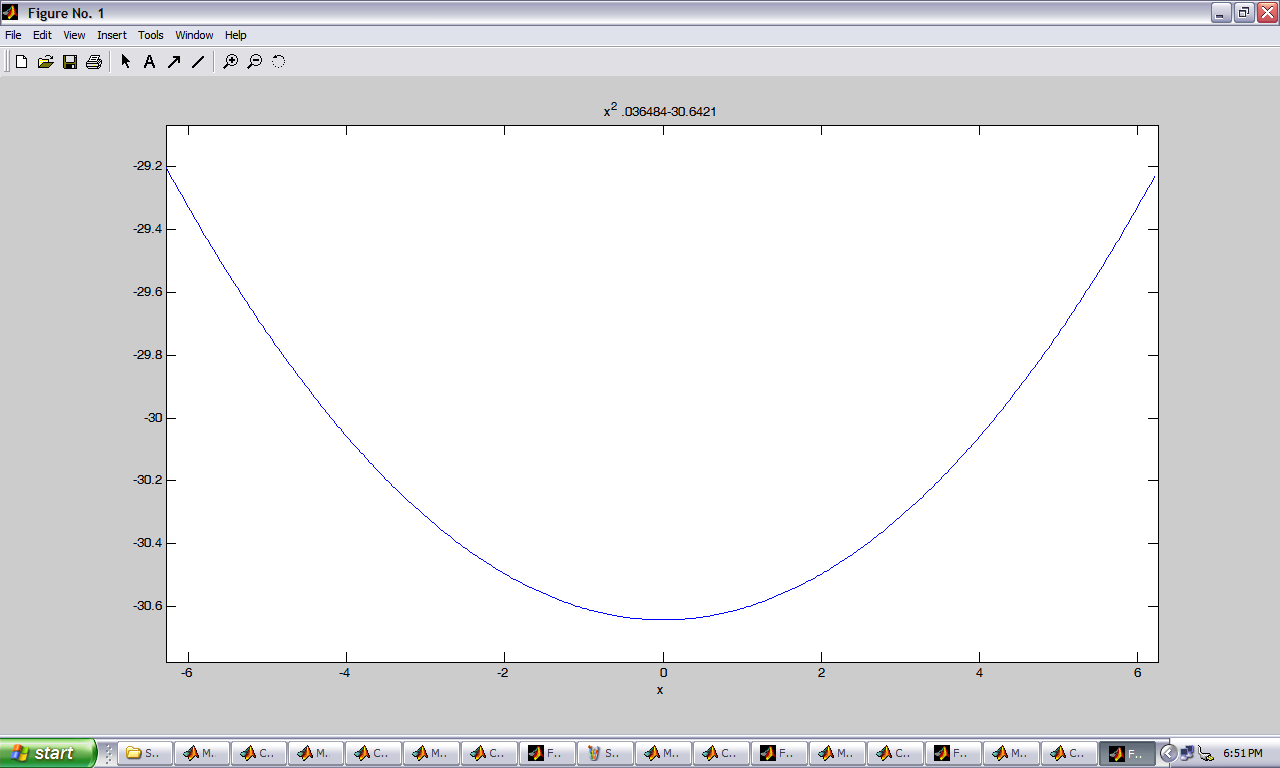 Figure No. 1
File Edit View Insert Tools Window Help
A
x² .036484-30.6421
-29.2
-29.4
-29.6
-29.8
-30
-30.2
-30.4
-30.6
-6 -4 -2 0 2 4 6
x
start S.. M. C.. M. C.. M.. C.. F.. S.. M.. C.. F.. M.. C.. F.. M.. C.. F.. 6:51 PM